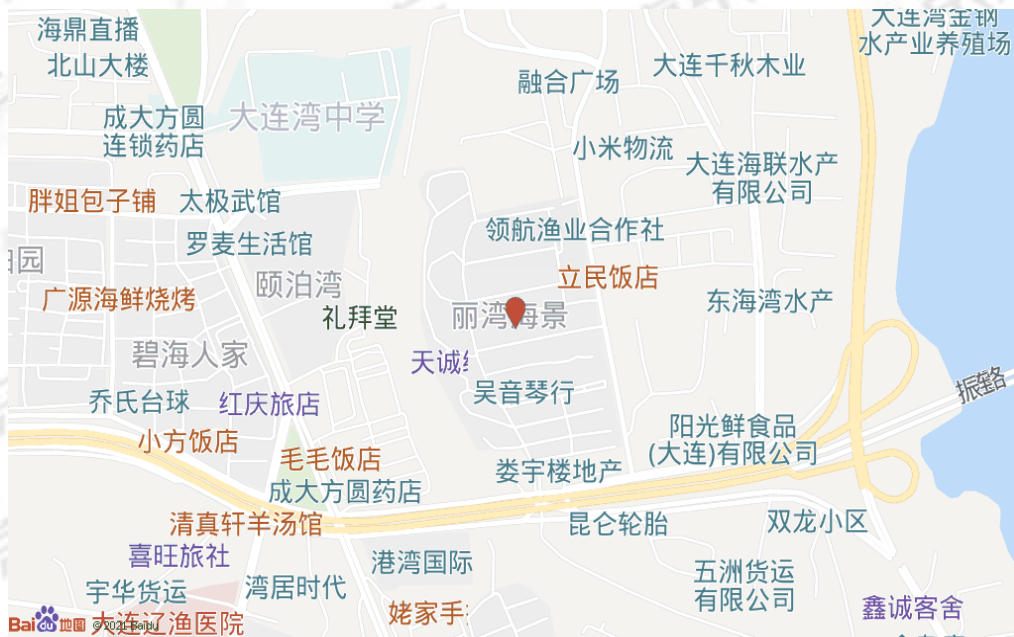 海鼎直播
北山大楼
大连湾金钢
水产业养殖场
融合广场
大连千秋木业
成大方圆
连锁药店
大连湾中学
小米物流
大连海联水产
有限公司
胖姐包子铺
太极武馆
领航渔业合作社
罗麦生活馆
园
颐泊湾
立民饭店
广源海鲜烧烤
礼拜堂
丽湾海景
东海湾水产
碧海人家
天诚
吴音琴行
乔氏台球
红庆旅店
振
路
小方饭店
阳光鲜食品
(大连)有限公司
毛毛饭店
娄宇楼地产
成大方圆药店
清真轩羊汤馆
昆仑轮胎
双龙小区
喜旺旅社
港湾国际
宇华货运
湾居时代
五洲货运
有限公司
姥家手
鑫诚客舍
Bai du 地图
© 2021 Baidu
大连辽渔医院